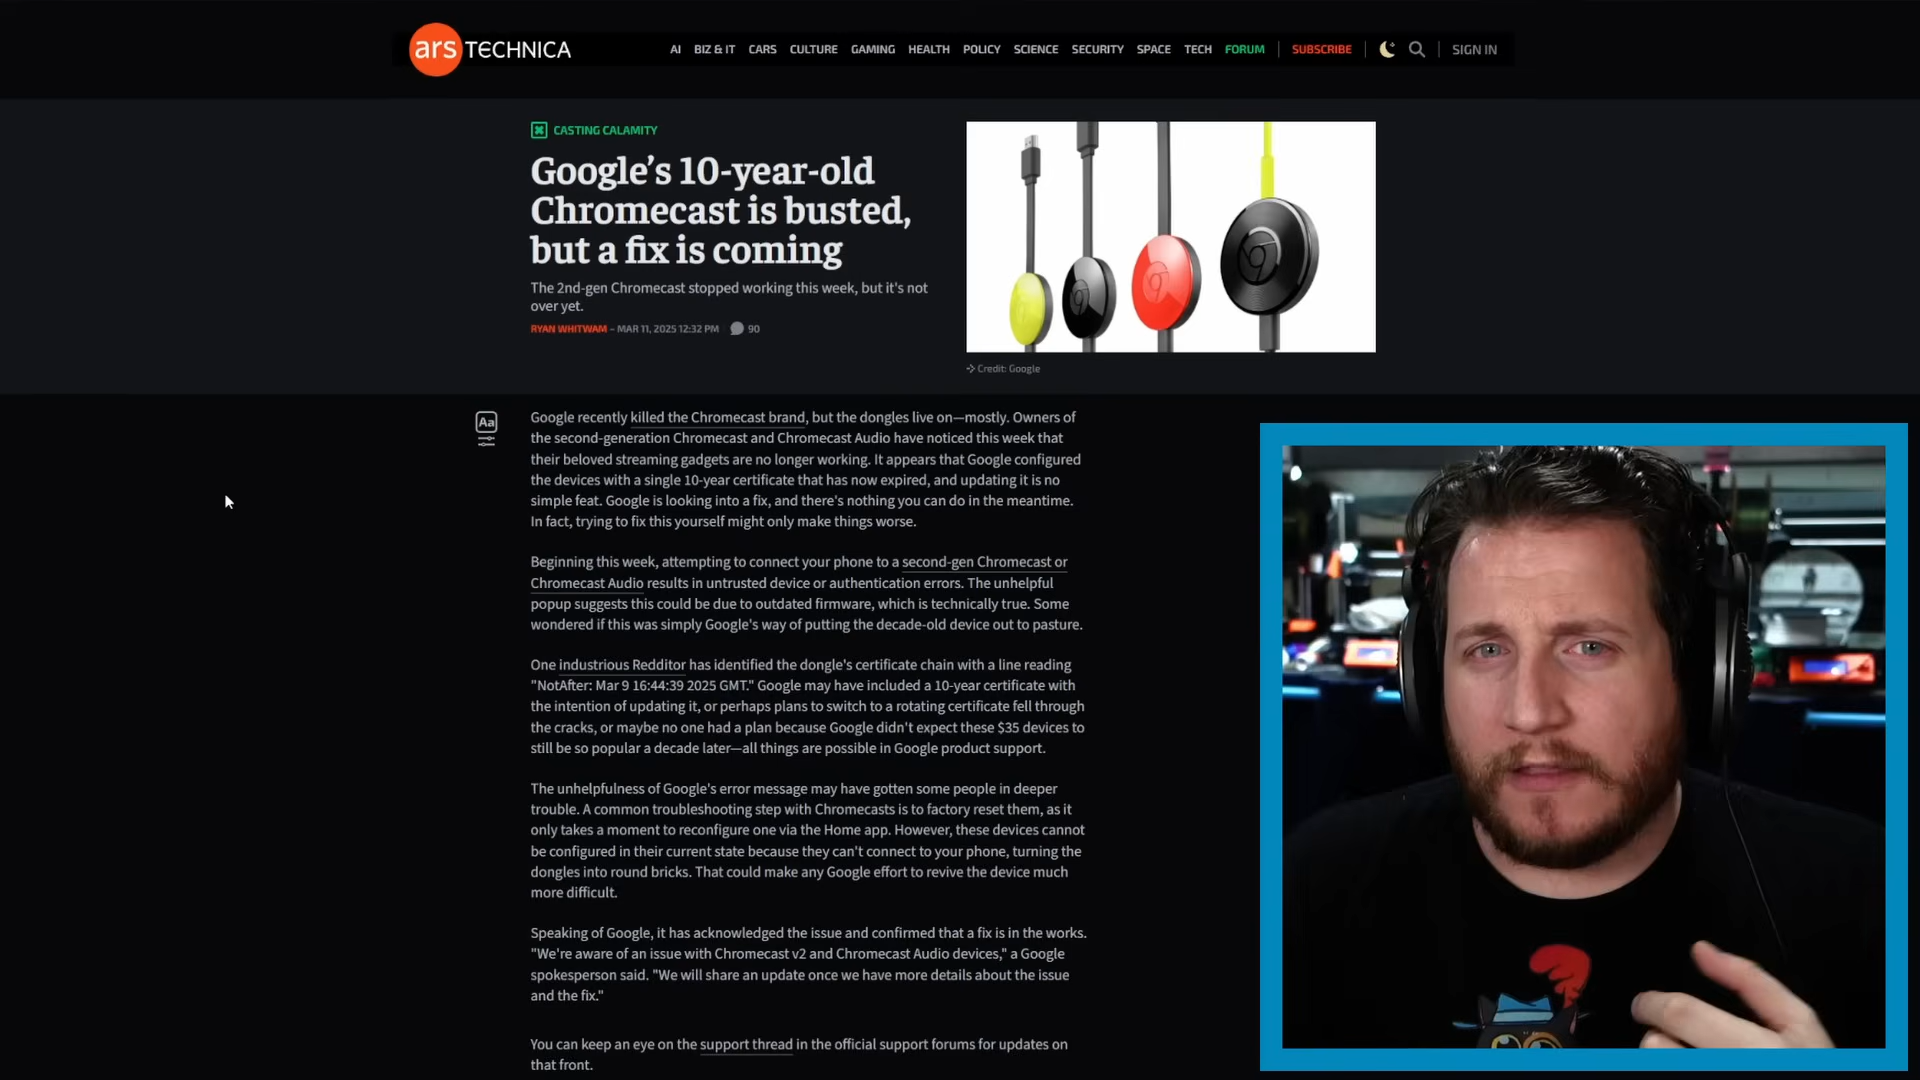 ars TECHNICA
AI BIZ & IT CARS CULTURE GAMING HEALTH POLICY SCIENCE SECURITY SPACE TECH FORUM SUBSCRIBE SIGN IN
CASTING CALAMITY
Google’s 10-year-old
Chromecast is busted,
but a fix is coming
The 2nd-gen Chromecast stopped working this week, but it's not
over yet.
RYAN WHITWAM – MAR 11, 2025 12:32 PM 90
Credit: Google
Aa
Google recently killed the Chromecast brand, but the dongles live on—mostly. Owners of
the second-generation Chromecast and Chromecast Audio have noticed this week that
their beloved streaming gadgets are no longer working. It appears that Google configured
the devices with a single 10-year certificate that has now expired, and updating it is no
simple feat. Google is looking into a fix, and there's nothing you can do in the meantime.
In fact, trying to fix this yourself might only make things worse.
Beginning this week, attempting to connect your phone to a second-gen Chromecast or
Chromecast Audio results in untrusted device or authentication errors. The unhelpful
popup suggests this could be due to outdated firmware, which is technically true. Some
wondered if this was simply Google's way of putting the decade-old device out to pasture.
One industrious Redditor has identified the dongle's certificate chain with a line reading
"NotAfter: Mar 9 16:44:39 2025 GMT." Google may have included a 10-year certificate with
the intention of updating it, or perhaps plans to switch to a rotating certificate fell through
the cracks, or maybe no one had a plan because Google didn't expect these $35 devices to
still be so popular a decade later—all things are possible in Google product support.
The unhelpfulness of Google's error message may have gotten some people in deeper
trouble. A common troubleshooting step with Chromecasts is to factory reset them, as it
only takes a moment to reconfigure one via the Home app. However, these devices cannot
be configured in their current state because they can't connect to your phone, turning the
dongles into round bricks. That could make any Google effort to revive the device much
more difficult.
Speaking of Google, it has acknowledged the issue and confirmed that a fix is in the works.
"We're aware of an issue with Chromecast v2 and Chromecast Audio devices," a Google
spokesperson said. "We will share an update once we have more details about the issue
and the fix."
You can keep an eye on the support thread in the official support forums for updates on
that front.